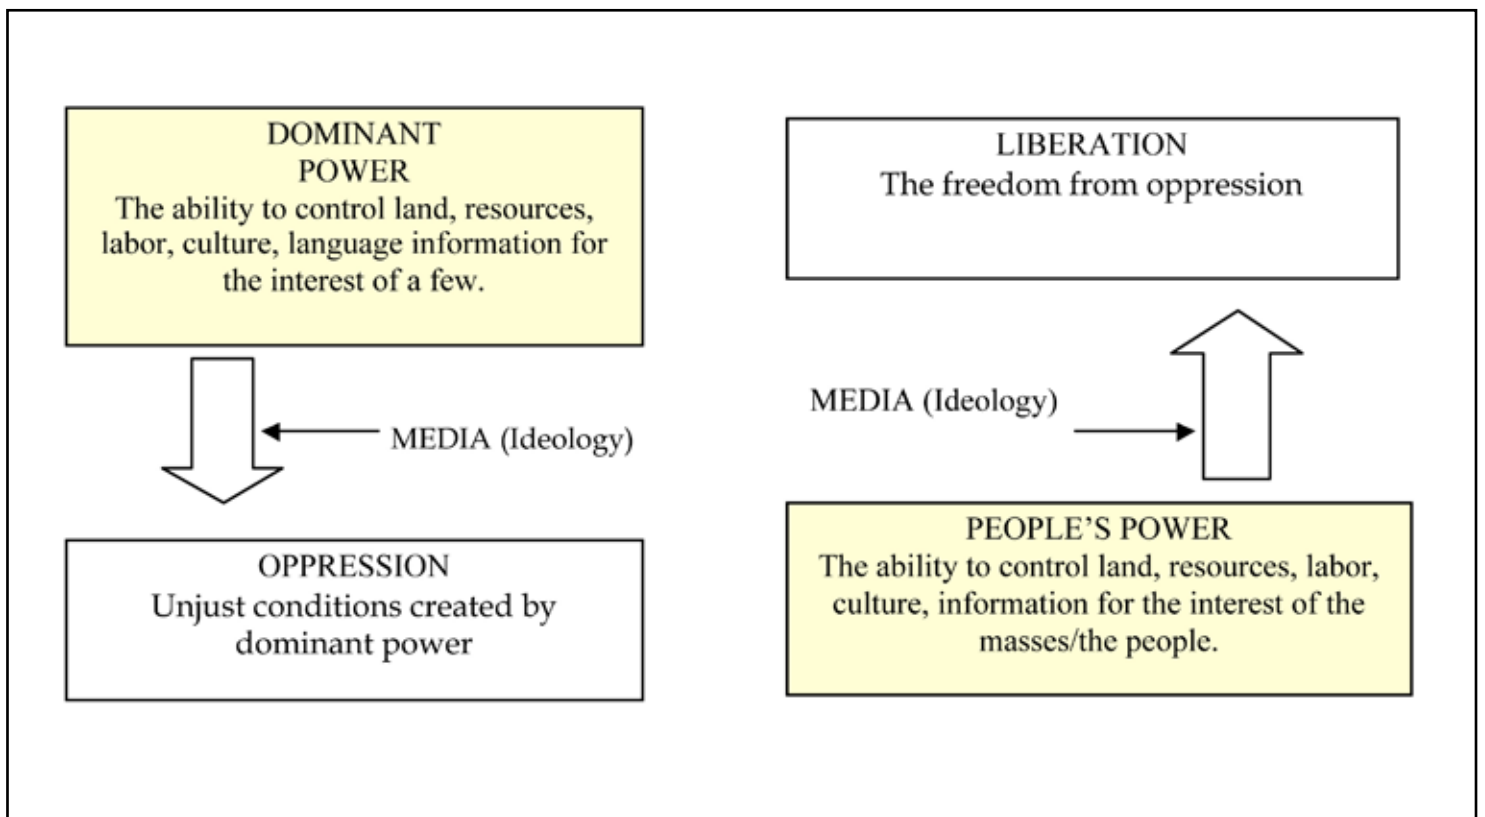 DOMINANT
POWER
The ability to control land, resources,
labor, culture, language information for
the interest of a few.
MEDIA (Ideology)
OPPRESSION
Unjust conditions created by
dominant power
LIBERATION
The freedom from oppression
MEDIA (Ideology)
PEOPLE’S POWER
The ability to control land, resources, labor,
culture, information for the interest of the
masses/the people.